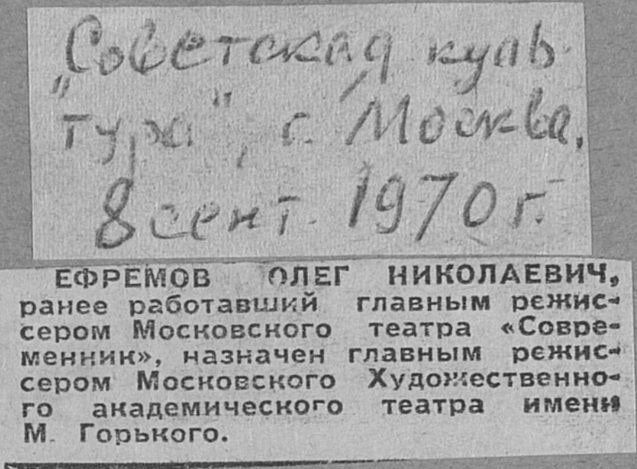 „Советская куль-
тура", г. Москва.
8 сент. 1970 г.
ЕФРЕМОВ ОЛЕГ НИКОЛАЕВИЧ,
ранее работавший главным режис-
сером Московского театра «Совре-
менник», назначен главным режис-
сером Московского Художественно-
го академического театра имени
М. Горького.